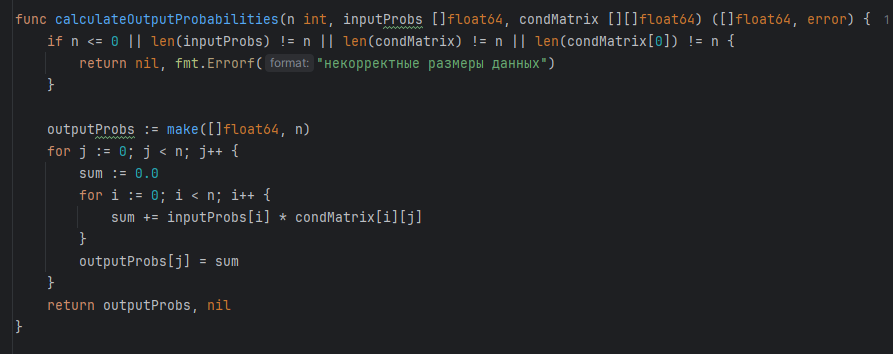 func calculateOutputProbabilities(n int, inputProbs []float64, condMatrix [][]float64) ([]float64, error) { 1
    if n <= 0 || len(inputProbs) != n || len(condMatrix) != n || len(condMatrix[0]) != n {
        return nil, fmt.Errorf( format: "некорректные размеры данных")
    }

    outputProbs := make([]float64, n)
    for j := 0; j < n; j++ {
        sum := 0.0
        for i := 0; i < n; i++ {
            sum += inputProbs[i] * condMatrix[i][j]
        }
        outputProbs[j] = sum
    }
    return outputProbs, nil
}